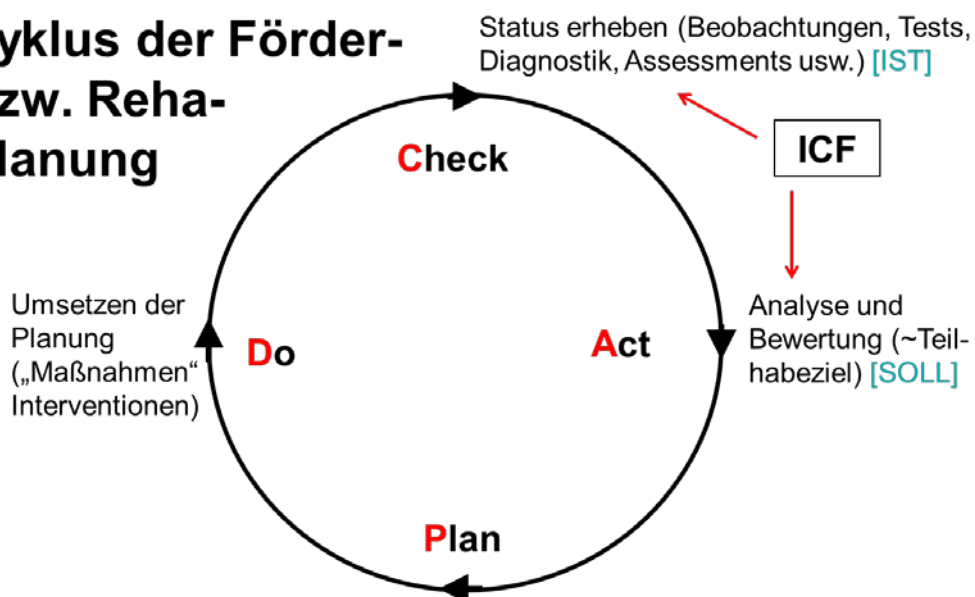 yklus der Förder-
zw. Reha-
lanung
Status erheben (Beobachtungen, Tests,
Diagnostik, Assessments usw.) [IST]
ICF
Check
Umsetzen der
Planung
(„Maßnahmen“
Interventionen)
Do
Act
Analyse und
Bewertung (~Teil-
habeziel) [SOLL]
Plan